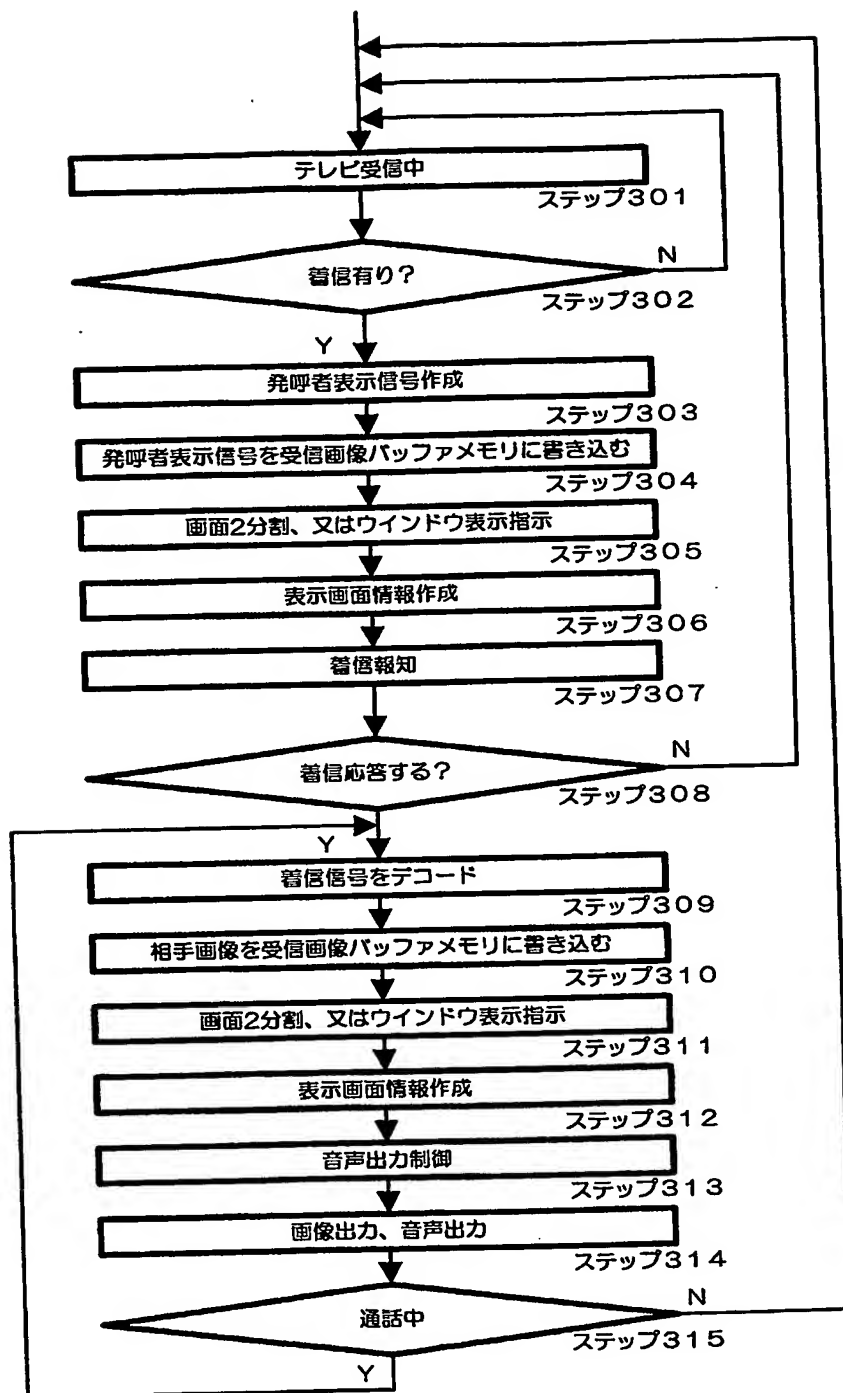 テレビ受信中
ステップ301
着信有り？
N
ステップ302
Y
発呼者表示信号作成
ステップ303
発呼者表示信号を受信画像バッファメモリに書き込む
ステップ304
画面2分割、又はウインドウ表示指示
ステップ305
表示画面情報作成
ステップ306
着信報知
ステップ307
着信応答する？
N
ステップ308
Y
着信信号をデコード
ステップ309
相手画像を受信画像バッファメモリに書き込む
ステップ310
画面2分割、又はウインドウ表示指示
ステップ311
表示画面情報作成
ステップ312
音声出力制御
ステップ313
画像出力、音声出力
ステップ314
通話中
N
ステップ315
Y